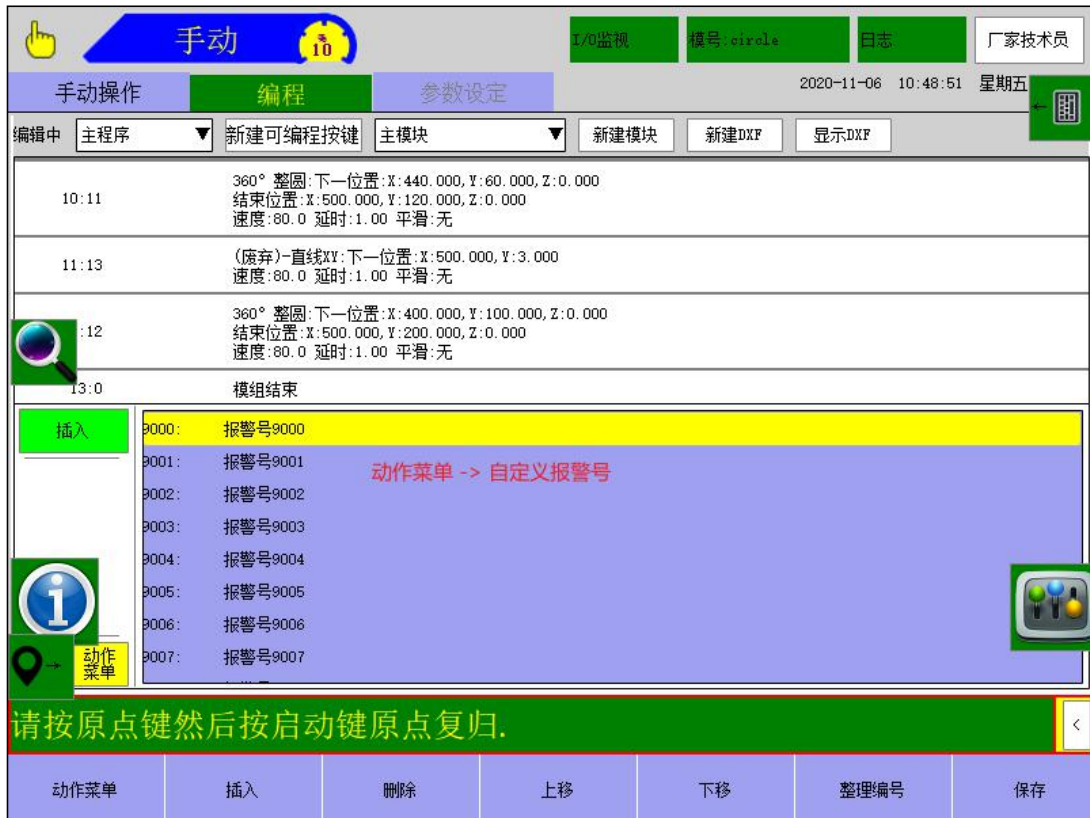 手动
10
I/O监视
模号:circle
日志
厂家技术员
手动操作
编程
参数设定
2020-11-06 10:48:51 星期五
编辑中
主程序
新建可编程按键
主模块
新建模块
新建DXF
显示DXF
10:11
360° 整圆:下一位置:X:440.000,Y:60.000,Z:0.000
结束位置:X:500.000,Y:120.000,Z:0.000
速度:80.0 延时:1.00 平滑:无
11:13
(废弃)-直线XY:下一位置:X:500.000,Y:3.000
速度:80.0 延时:1.00 平滑:无
:12
360° 整圆:下一位置:X:400.000,Y:100.000,Z:0.000
结束位置:X:500.000,Y:200.000,Z:0.000
速度:80.0 延时:1.00 平滑:无
13:0
模组结束
插入
9000: 报警号9000
9001: 报警号9001
动作菜单 -> 自定义报警号
9002: 报警号9002
9003: 报警号9003
9004: 报警号9004
9005: 报警号9005
9006: 报警号9006
9007: 报警号9007
动作
菜单
请按原点键然后按启动键原点复归.
<
动作菜单
插入
删除
上移
下移
整理编号
保存